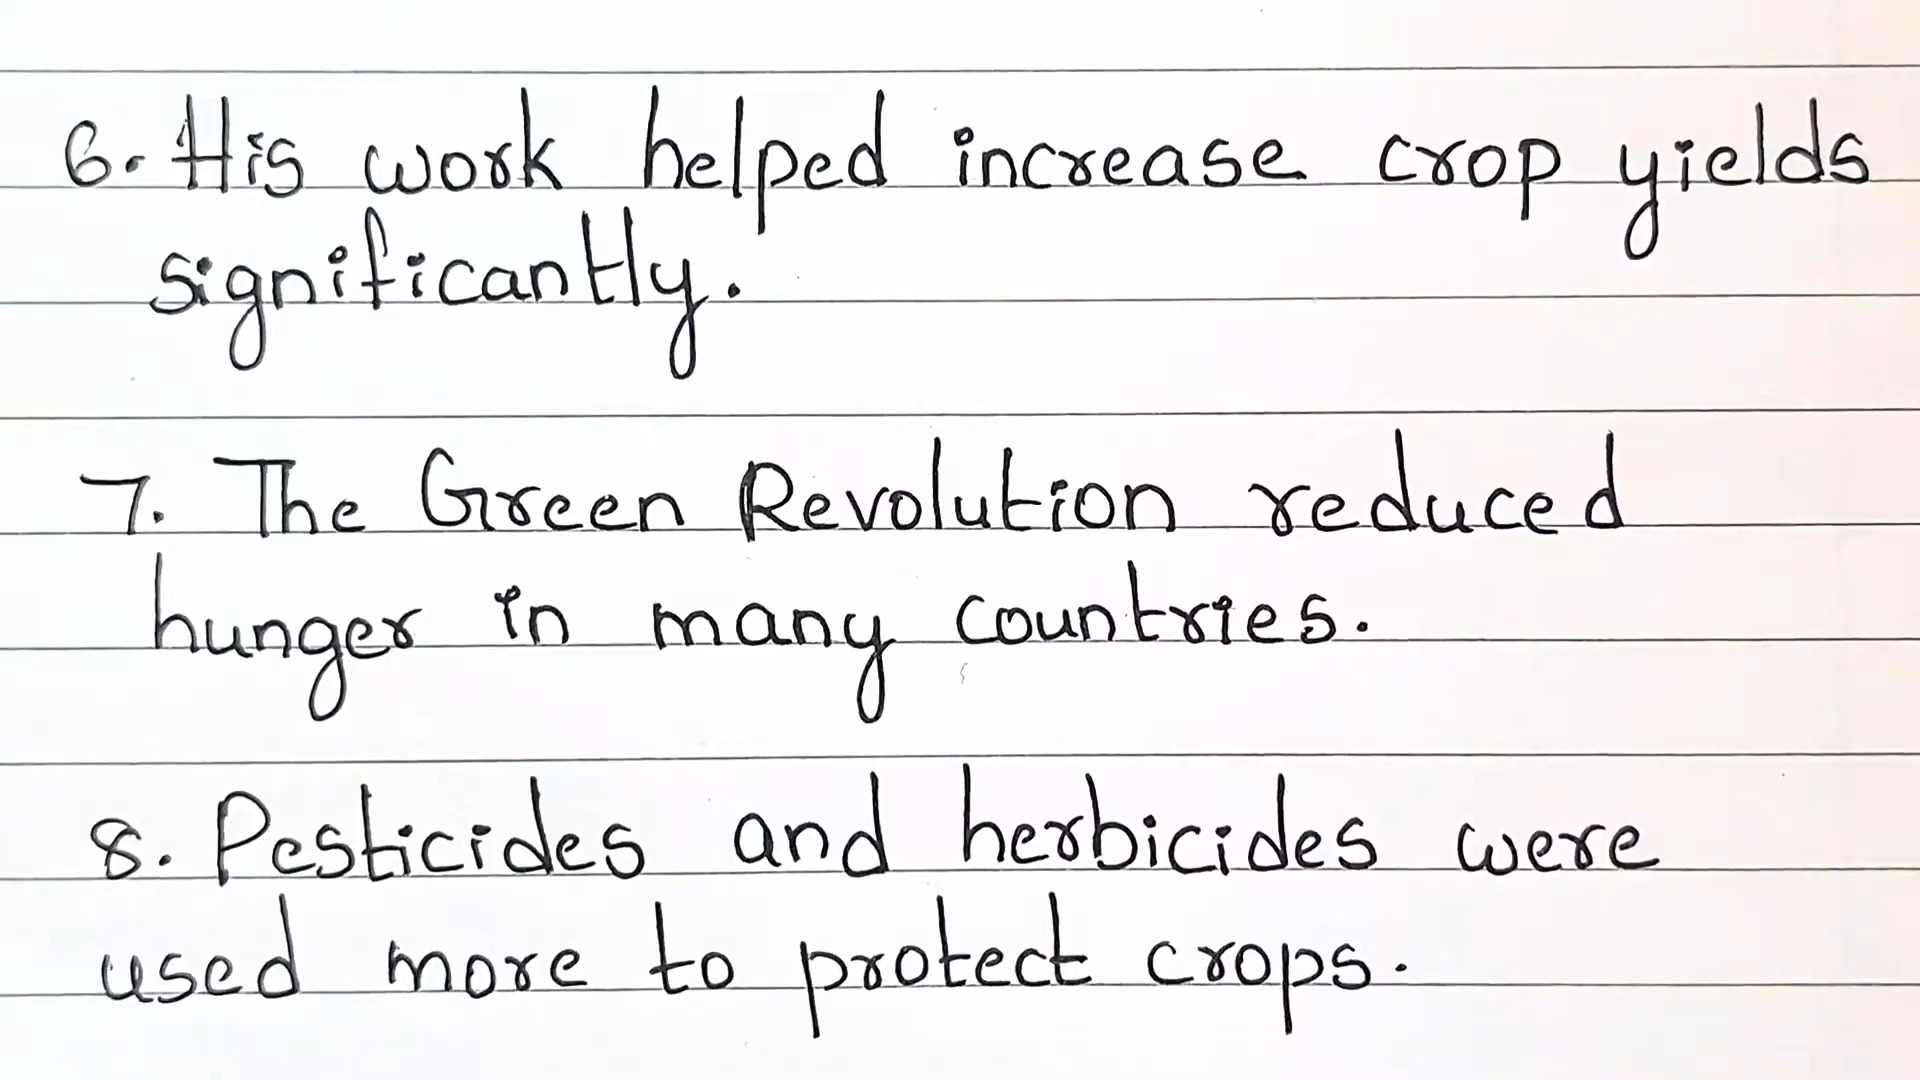 6. His work helped increase crop yields
significantly.
7. The Green Revolution reduced
hunger in many countries.
8. Pesticides and herbicides were
used more to protect crops.